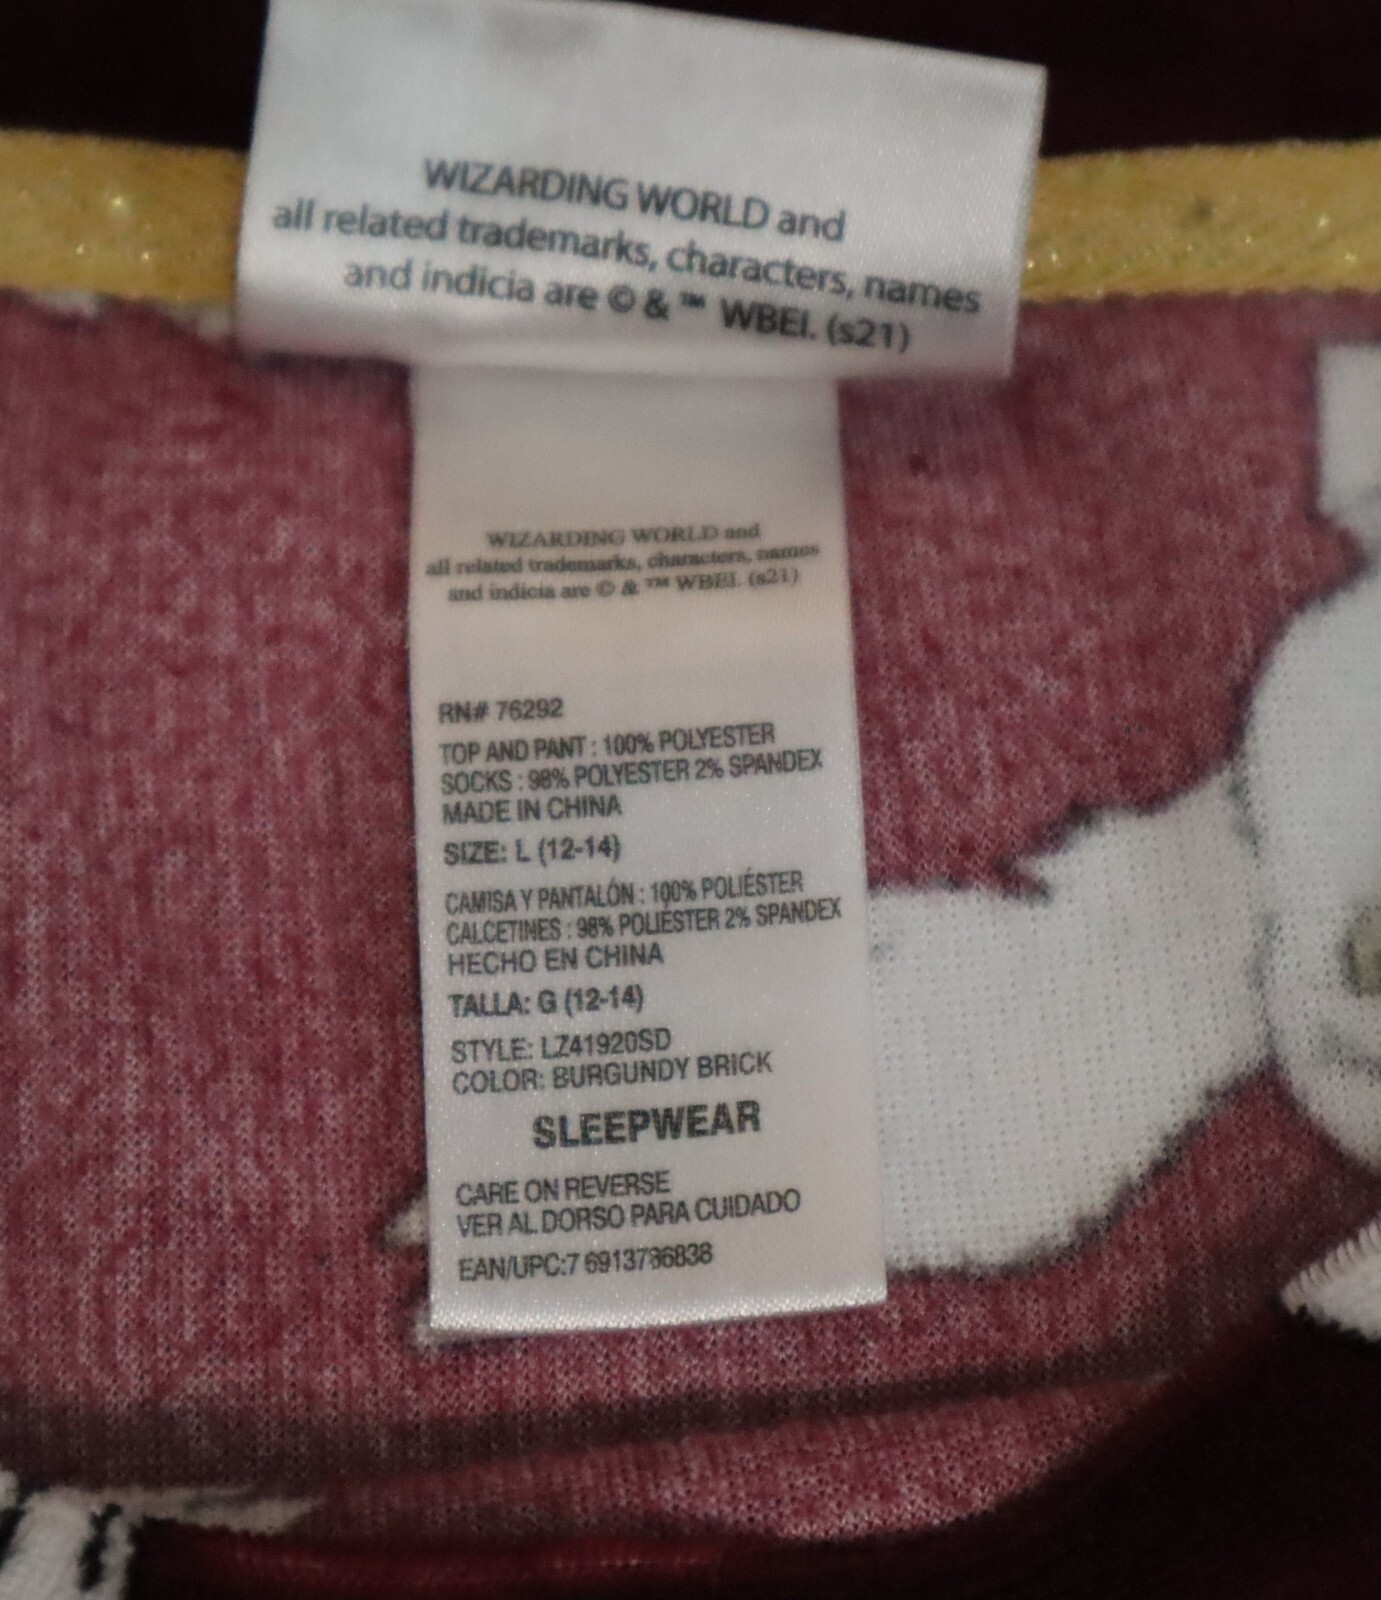 WIZARDING WORLD and
all related trademarks, characters, names
and indicia are © & ™ WBEI. (s21)
WIZARDING WORLD and
all related trademarks, characters, names
and indicia are © & ™ WBEI. (s21)
RN# 76292
TOP AND PANT : 100% POLYESTER
SOCKS : 98% POLYESTER 2% SPANDEX
MADE IN CHINA
SIZE: L (12-14)
CAMISA Y PANTALÓN : 100% POLIÉSTER
CALCETINES : 98% POLIÉSTER 2% SPANDEX
HECHO EN CHINA
TALLA: G (12-14)
STYLE: LZ41920SD
COLOR: BURGUNDY BRICK
SLEEPWEAR
CARE ON REVERSE
VER AL DORSO PARA CUIDADO
EAN/UPC:7 6913786838